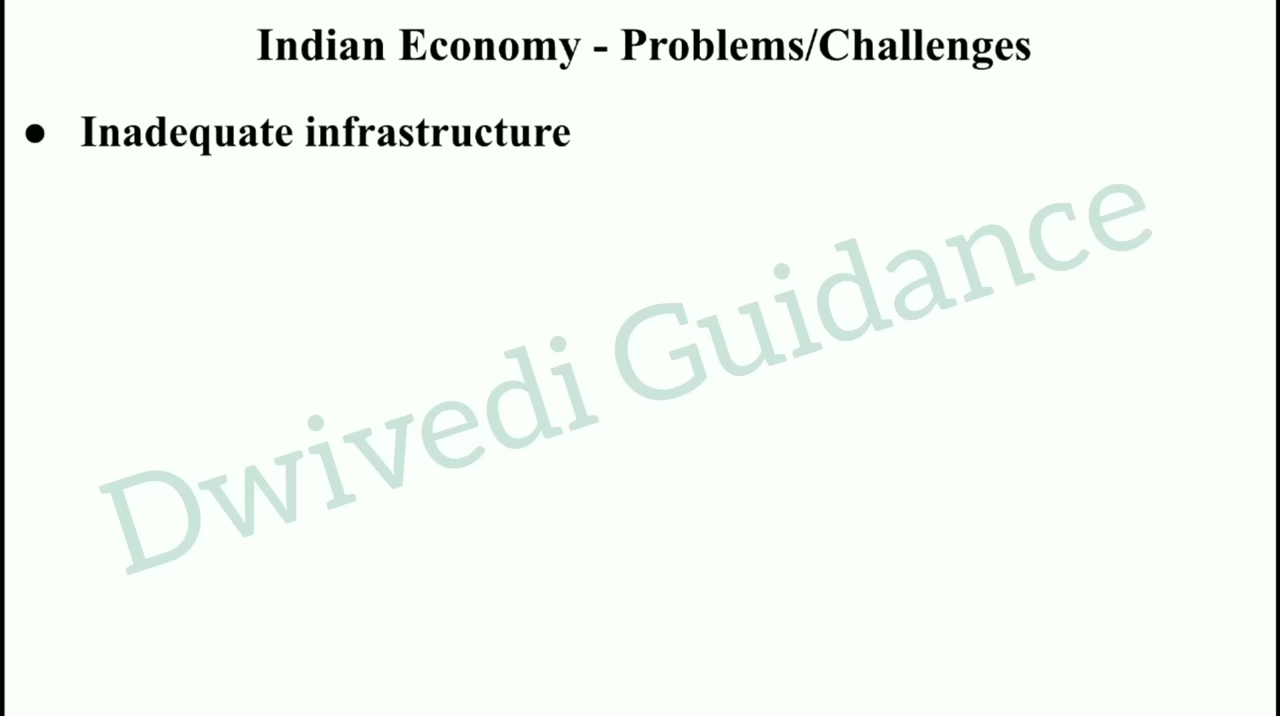 Indian Economy - Problems/Challenges
● Inadequate infrastructure
Dwivedi Guidance